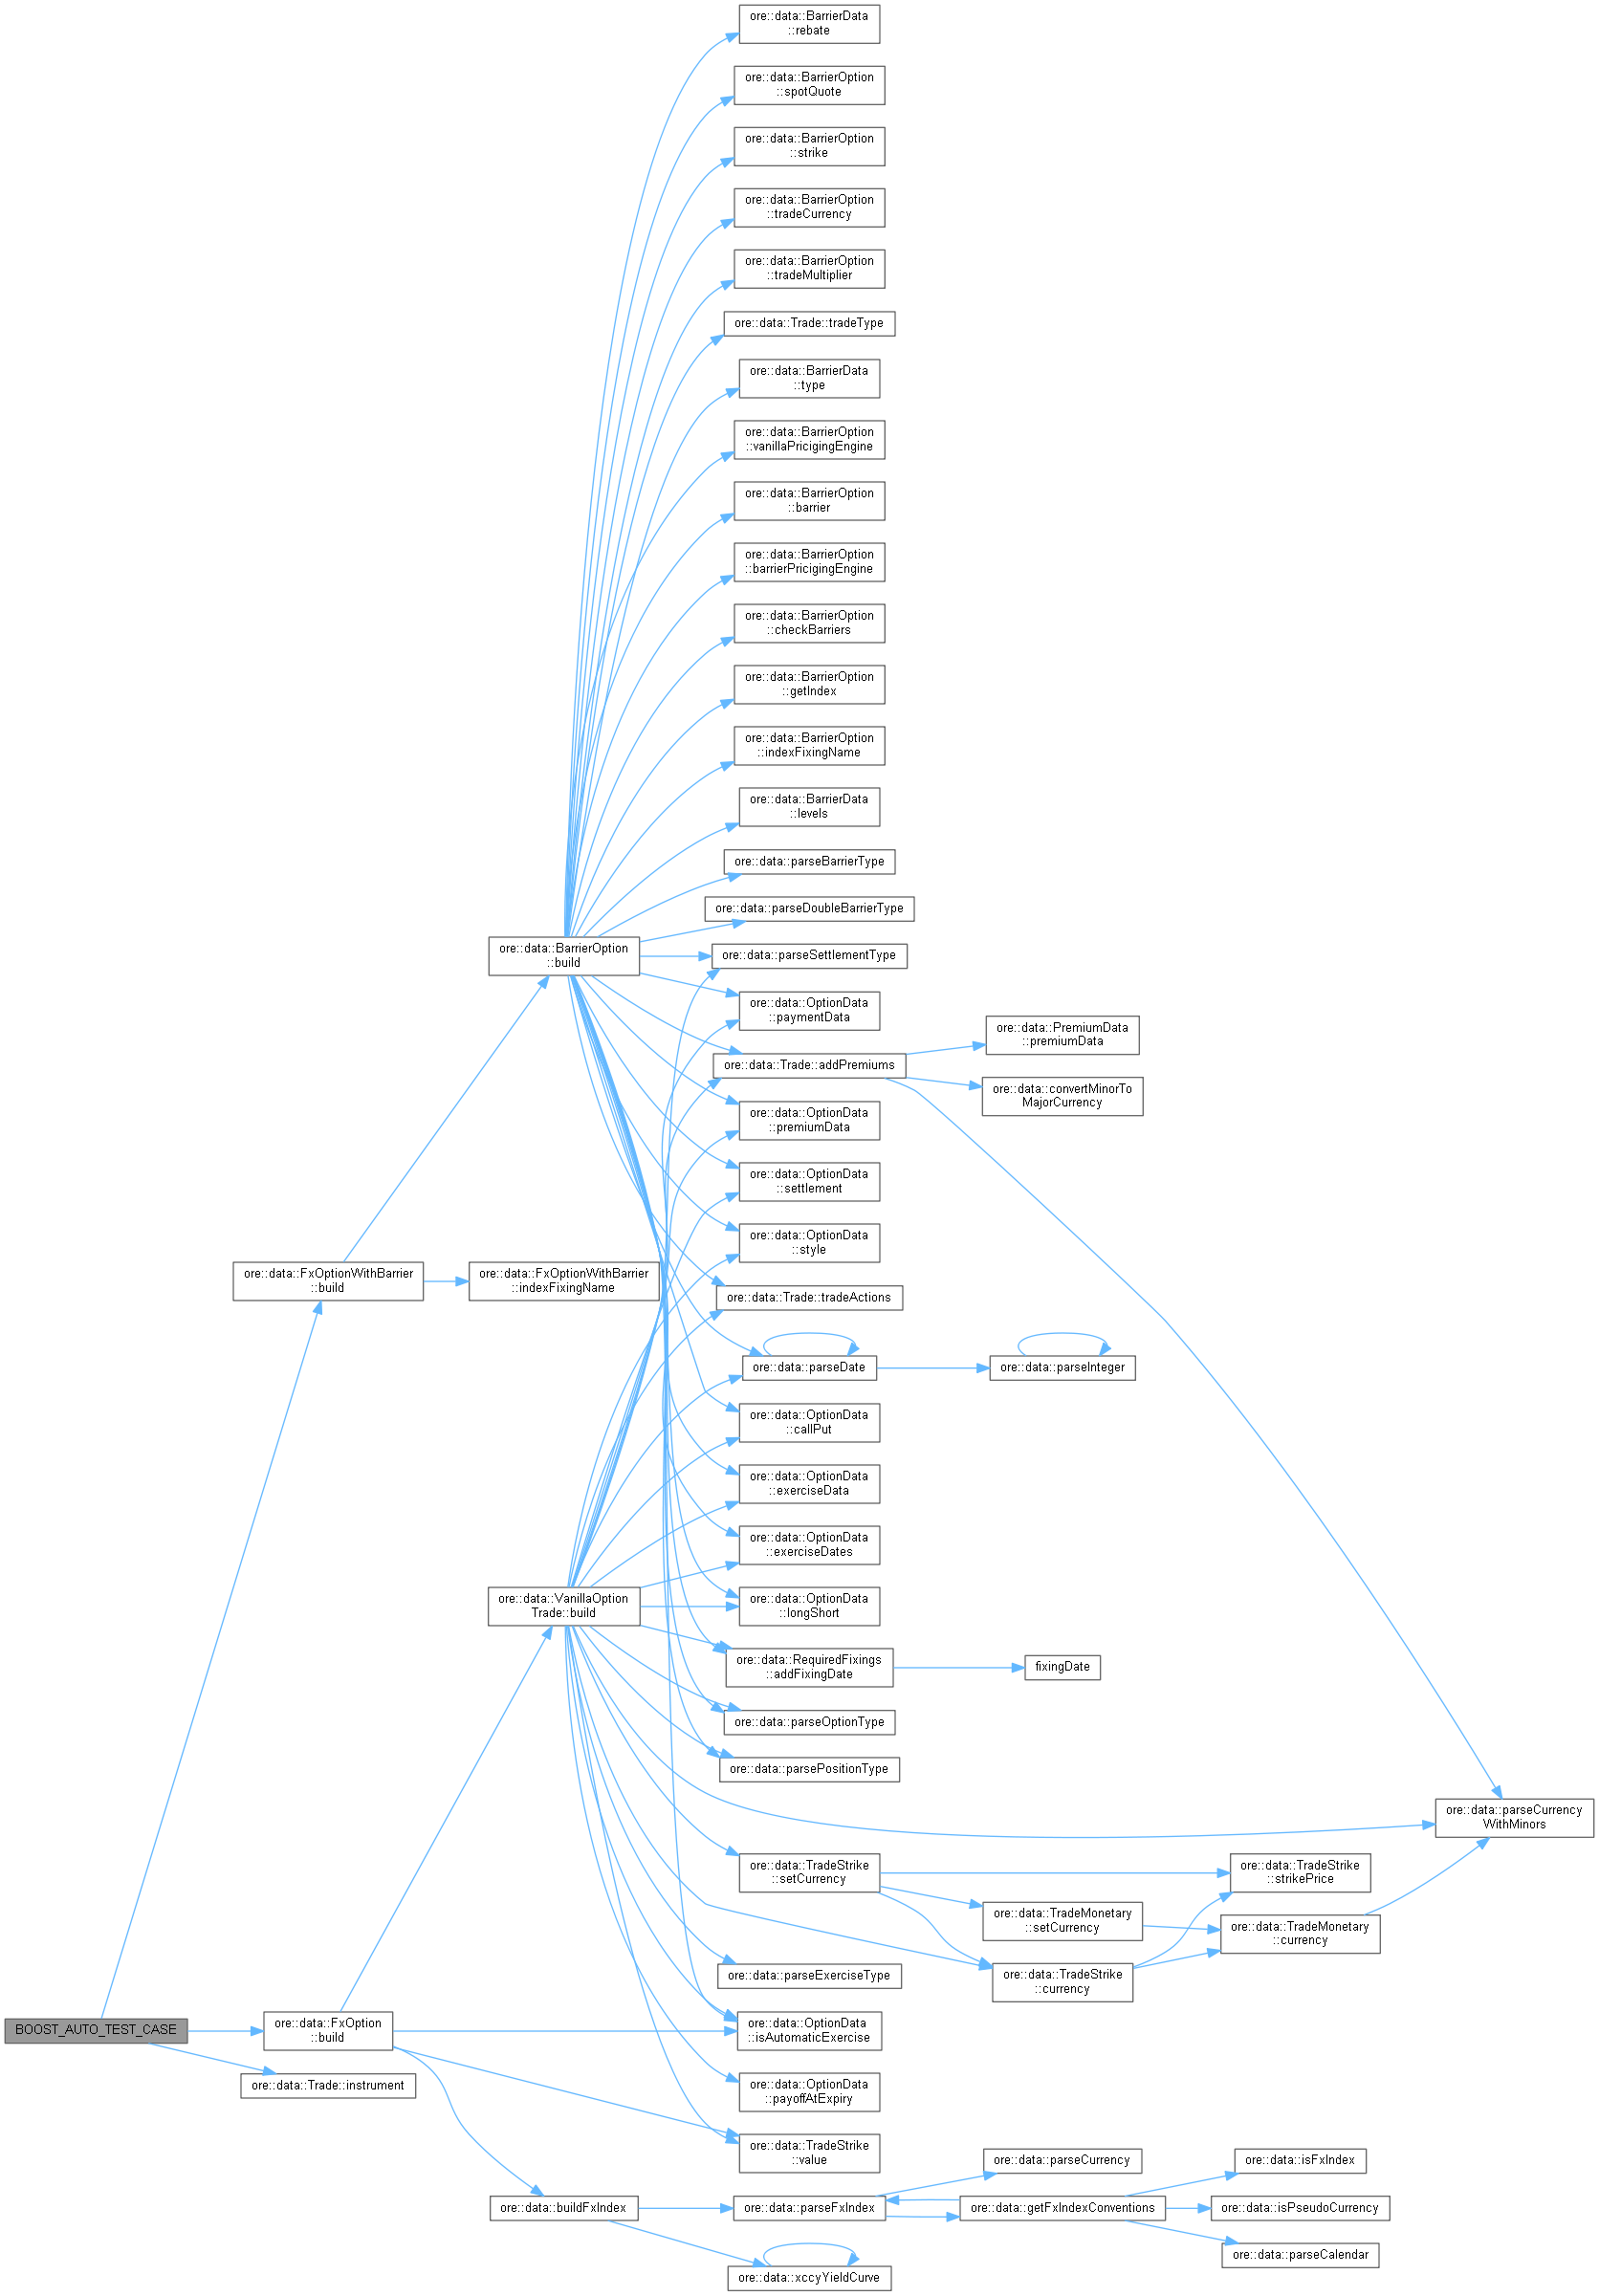 ore::data::BarrierData
::rebate
ore::data::BarrierOption
::spotQuote
ore::data::BarrierOption
::strike
ore::data::BarrierOption
::tradeCurrency
ore::data::BarrierOption
::tradeMultiplier
ore::data::Trade::tradeType
ore::data::BarrierData
::type
ore::data::BarrierOption
::vanillaPricigingEngine
ore::data::BarrierOption
::barrier
ore::data::BarrierOption
::barrierPricigingEngine
ore::data::BarrierOption
::checkBarriers
ore::data::BarrierOption
::getIndex
ore::data::BarrierOption
::indexFixingName
ore::data::BarrierData
::levels
ore::data::parseBarrierType
ore::data::parseDoubleBarrierType
ore::data::BarrierOption
::build
ore::data::parseSettlementType
ore::data::OptionData
::paymentData
ore::data::PremiumData
::premiumData
ore::data::Trade::addPremiums
ore::data::convertMinorTo
MajorCurrency
ore::data::OptionData
::premiumData
ore::data::OptionData
::settlement
ore::data::OptionData
::style
ore::data::FxOptionWithBarrier
::build
ore::data::FxOptionWithBarrier
::indexFixingName
ore::data::Trade::tradeActions
ore::data::parseDate
ore::data::parseInteger
ore::data::OptionData
::callPut
ore::data::OptionData
::exerciseData
ore::data::OptionData
::exerciseDates
ore::data::VanillaOption
Trade::build
ore::data::OptionData
::longShort
ore::data::RequiredFixings
::addFixingDate
fixingDate
ore::data::parseOptionType
ore::data::parsePositionType
ore::data::parseCurrency
WithMinors
ore::data::TradeStrike
::setCurrency
ore::data::TradeStrike
::strikePrice
ore::data::TradeMonetary
::setCurrency
ore::data::TradeMonetary
::currency
ore::data::parseExerciseType
ore::data::TradeStrike
::currency
BOOST_AUTO_TEST_CASE
ore::data::FxOption
::build
ore::data::OptionData
::isAutomaticExercise
ore::data::Trade::instrument
ore::data::OptionData
::payoffAtExpiry
ore::data::TradeStrike
::value
ore::data::parseCurrency
ore::data::isFxIndex
ore::data::buildFxIndex
ore::data::parseFxIndex
ore::data::getFxIndexConventions
ore::data::isPseudoCurrency
ore::data::parseCalendar
ore::data::xccyYieldCurve